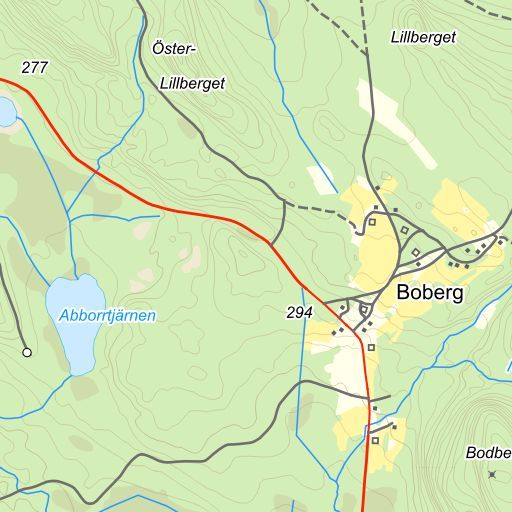 Lillberget
Öster-
Lillberget
277
Boberg
294
Abborrtjärnen
Bodbe